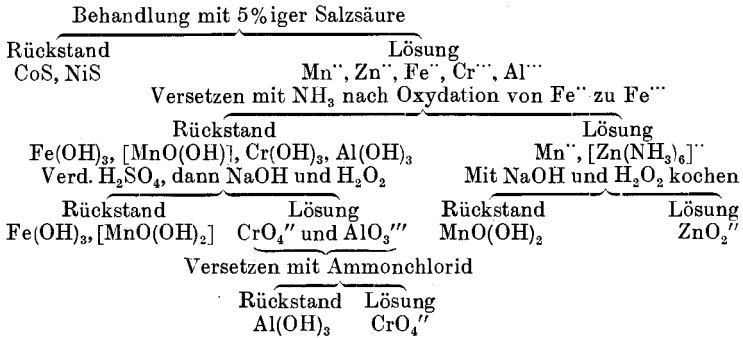 Behandlung mit 5%iger Salzsäure
Rückstand Lösung
CoS, NiS Mn··, Zn··, Fe··, Cr···, Al···
Versetzen mit NH₃ nach Oxydation von Fe·· zu Fe···
Rückstand Lösung
Fe(OH)₃, [MnO(OH)], Cr(OH)₃, Al(OH)₃ Mn··, [Zn(NH₃)₆]··
Verd. H₂SO₄, dann NaOH und H₂O₂ Mit NaOH und H₂O₂ kochen
Rückstand Lösung Rückstand Lösung
Fe(OH)₃, [MnO(OH)₂] CrO₄′′ und AlO₃′′′ MnO(OH)₂ ZnO₂′′
Versetzen mit Ammonchlorid
Rückstand Lösung
Al(OH)₃ CrO₄′′